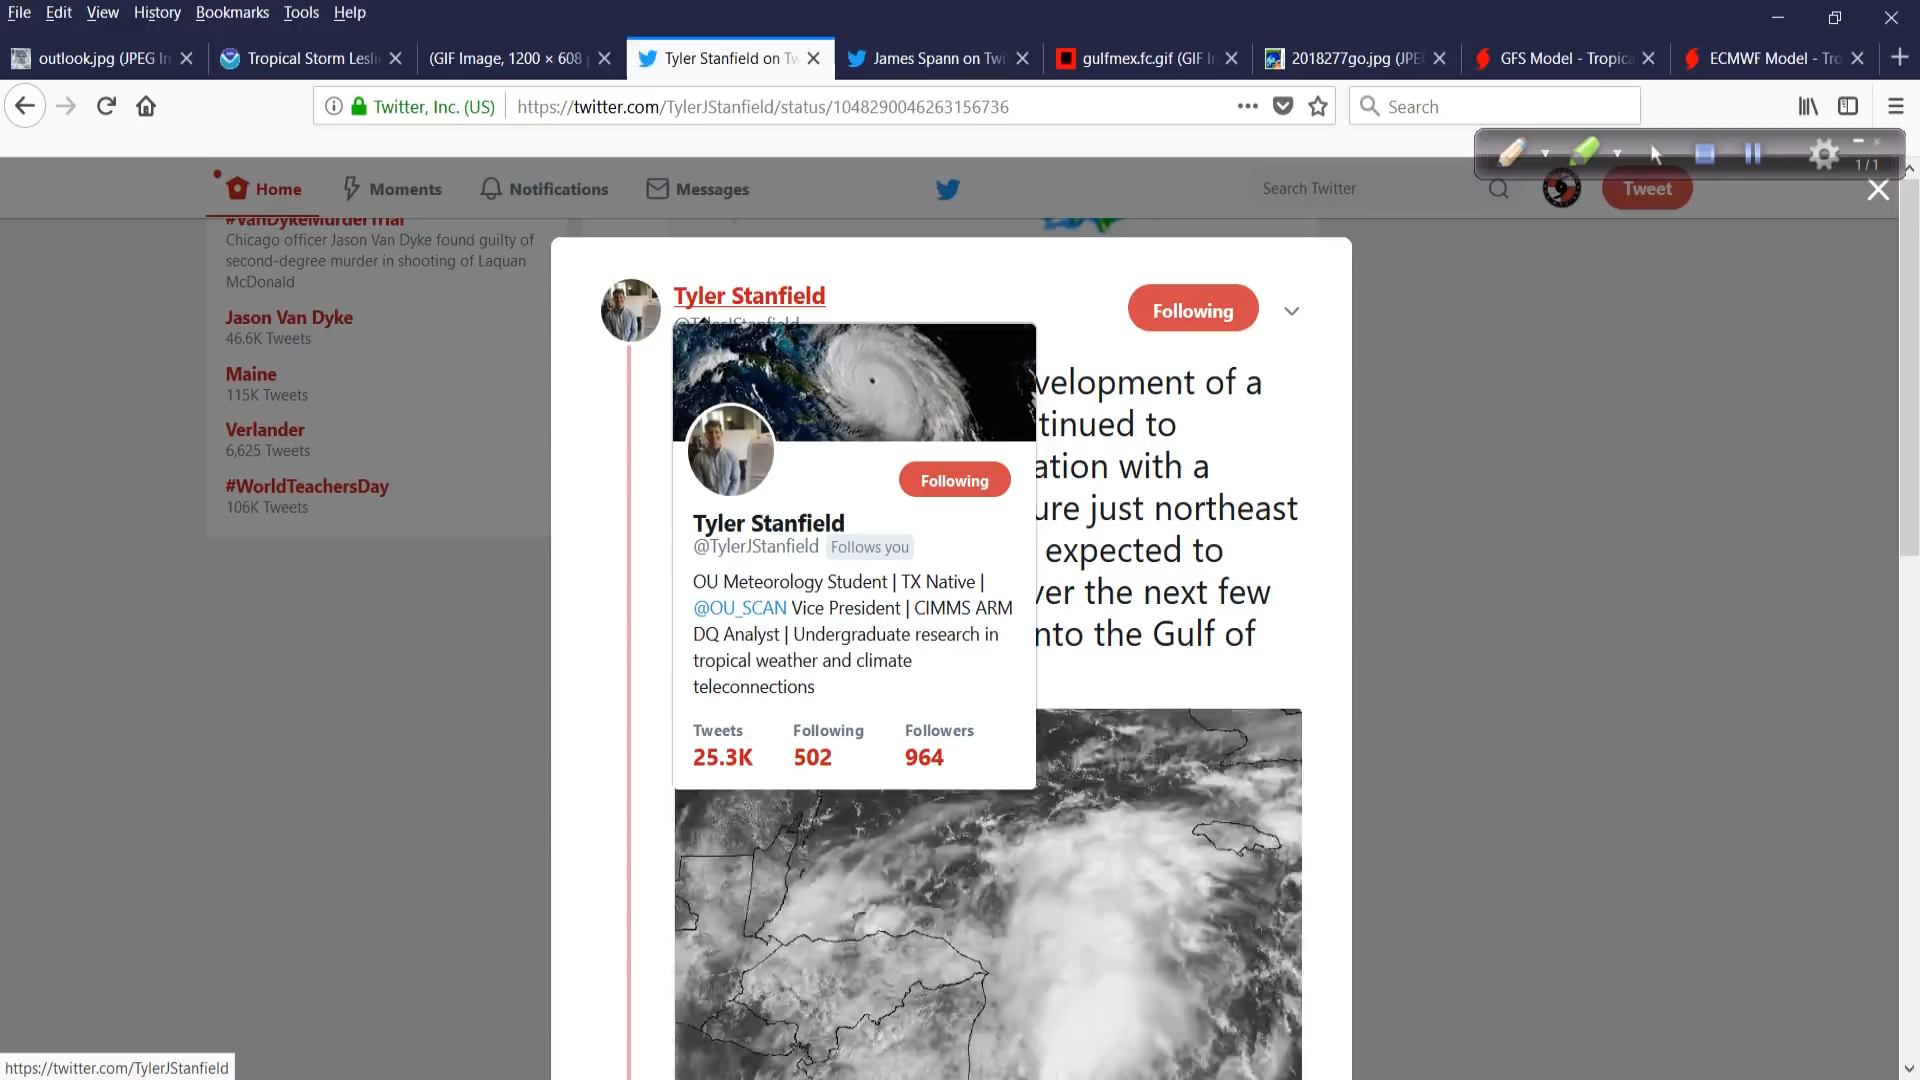 File Edit View History Bookmarks Tools Help
outlook.jpg (JPEG Im
Tropical Storm Lesli
(GIF Image, 1200 × 608 p
Tyler Stanfield on Tw
James Spann on Twi
gulfmex.fc.gif (GIF I
2018277go.jpg (JPE
GFS Model - Tropica
ECMWF Model - Tro
Twitter, Inc. (US) https://twitter.com/TylerJStanfield/status/1048290046263156736
Search
1/1
Home Moments Notifications Messages Search Twitter Tweet
#VanDykeMurderTrial
Chicago officer Jason Van Dyke found guilty of
second-degree murder in shooting of Laquan
McDonald
Jason Van Dyke
46.6K Tweets
Maine
115K Tweets
Verlander
6,625 Tweets
#WorldTeachersDay
106K Tweets
Tyler Stanfield
@TylerJStanfield
Following
velopment of a
tinued to
ation with a
ure just northeast
expected to
ver the next few
nto the Gulf of
Following
Tyler Stanfield
@TylerJStanfield Follows you
OU Meteorology Student | TX Native |
@OU_SCAN Vice President | CIMMS ARM
DQ Analyst | Undergraduate research in
tropical weather and climate
teleconnections
Tweets Following Followers
25.3K 502 964
https://twitter.com/TylerJStanfield